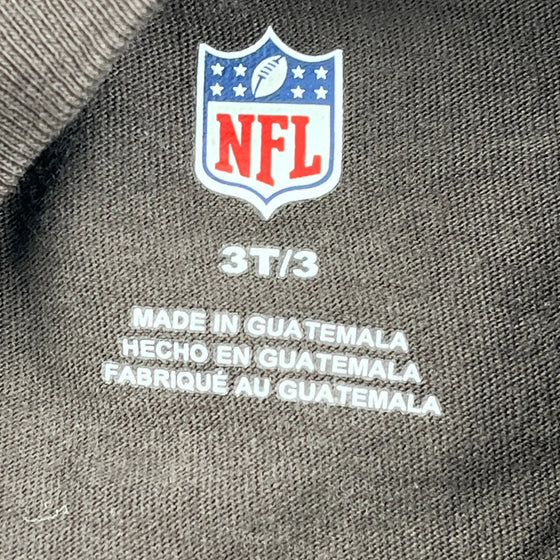 NFL
3T/3
MADE IN GUATEMALA
HECHO EN GUATEMALA
FABRIQUÉ AU GUATEMALA